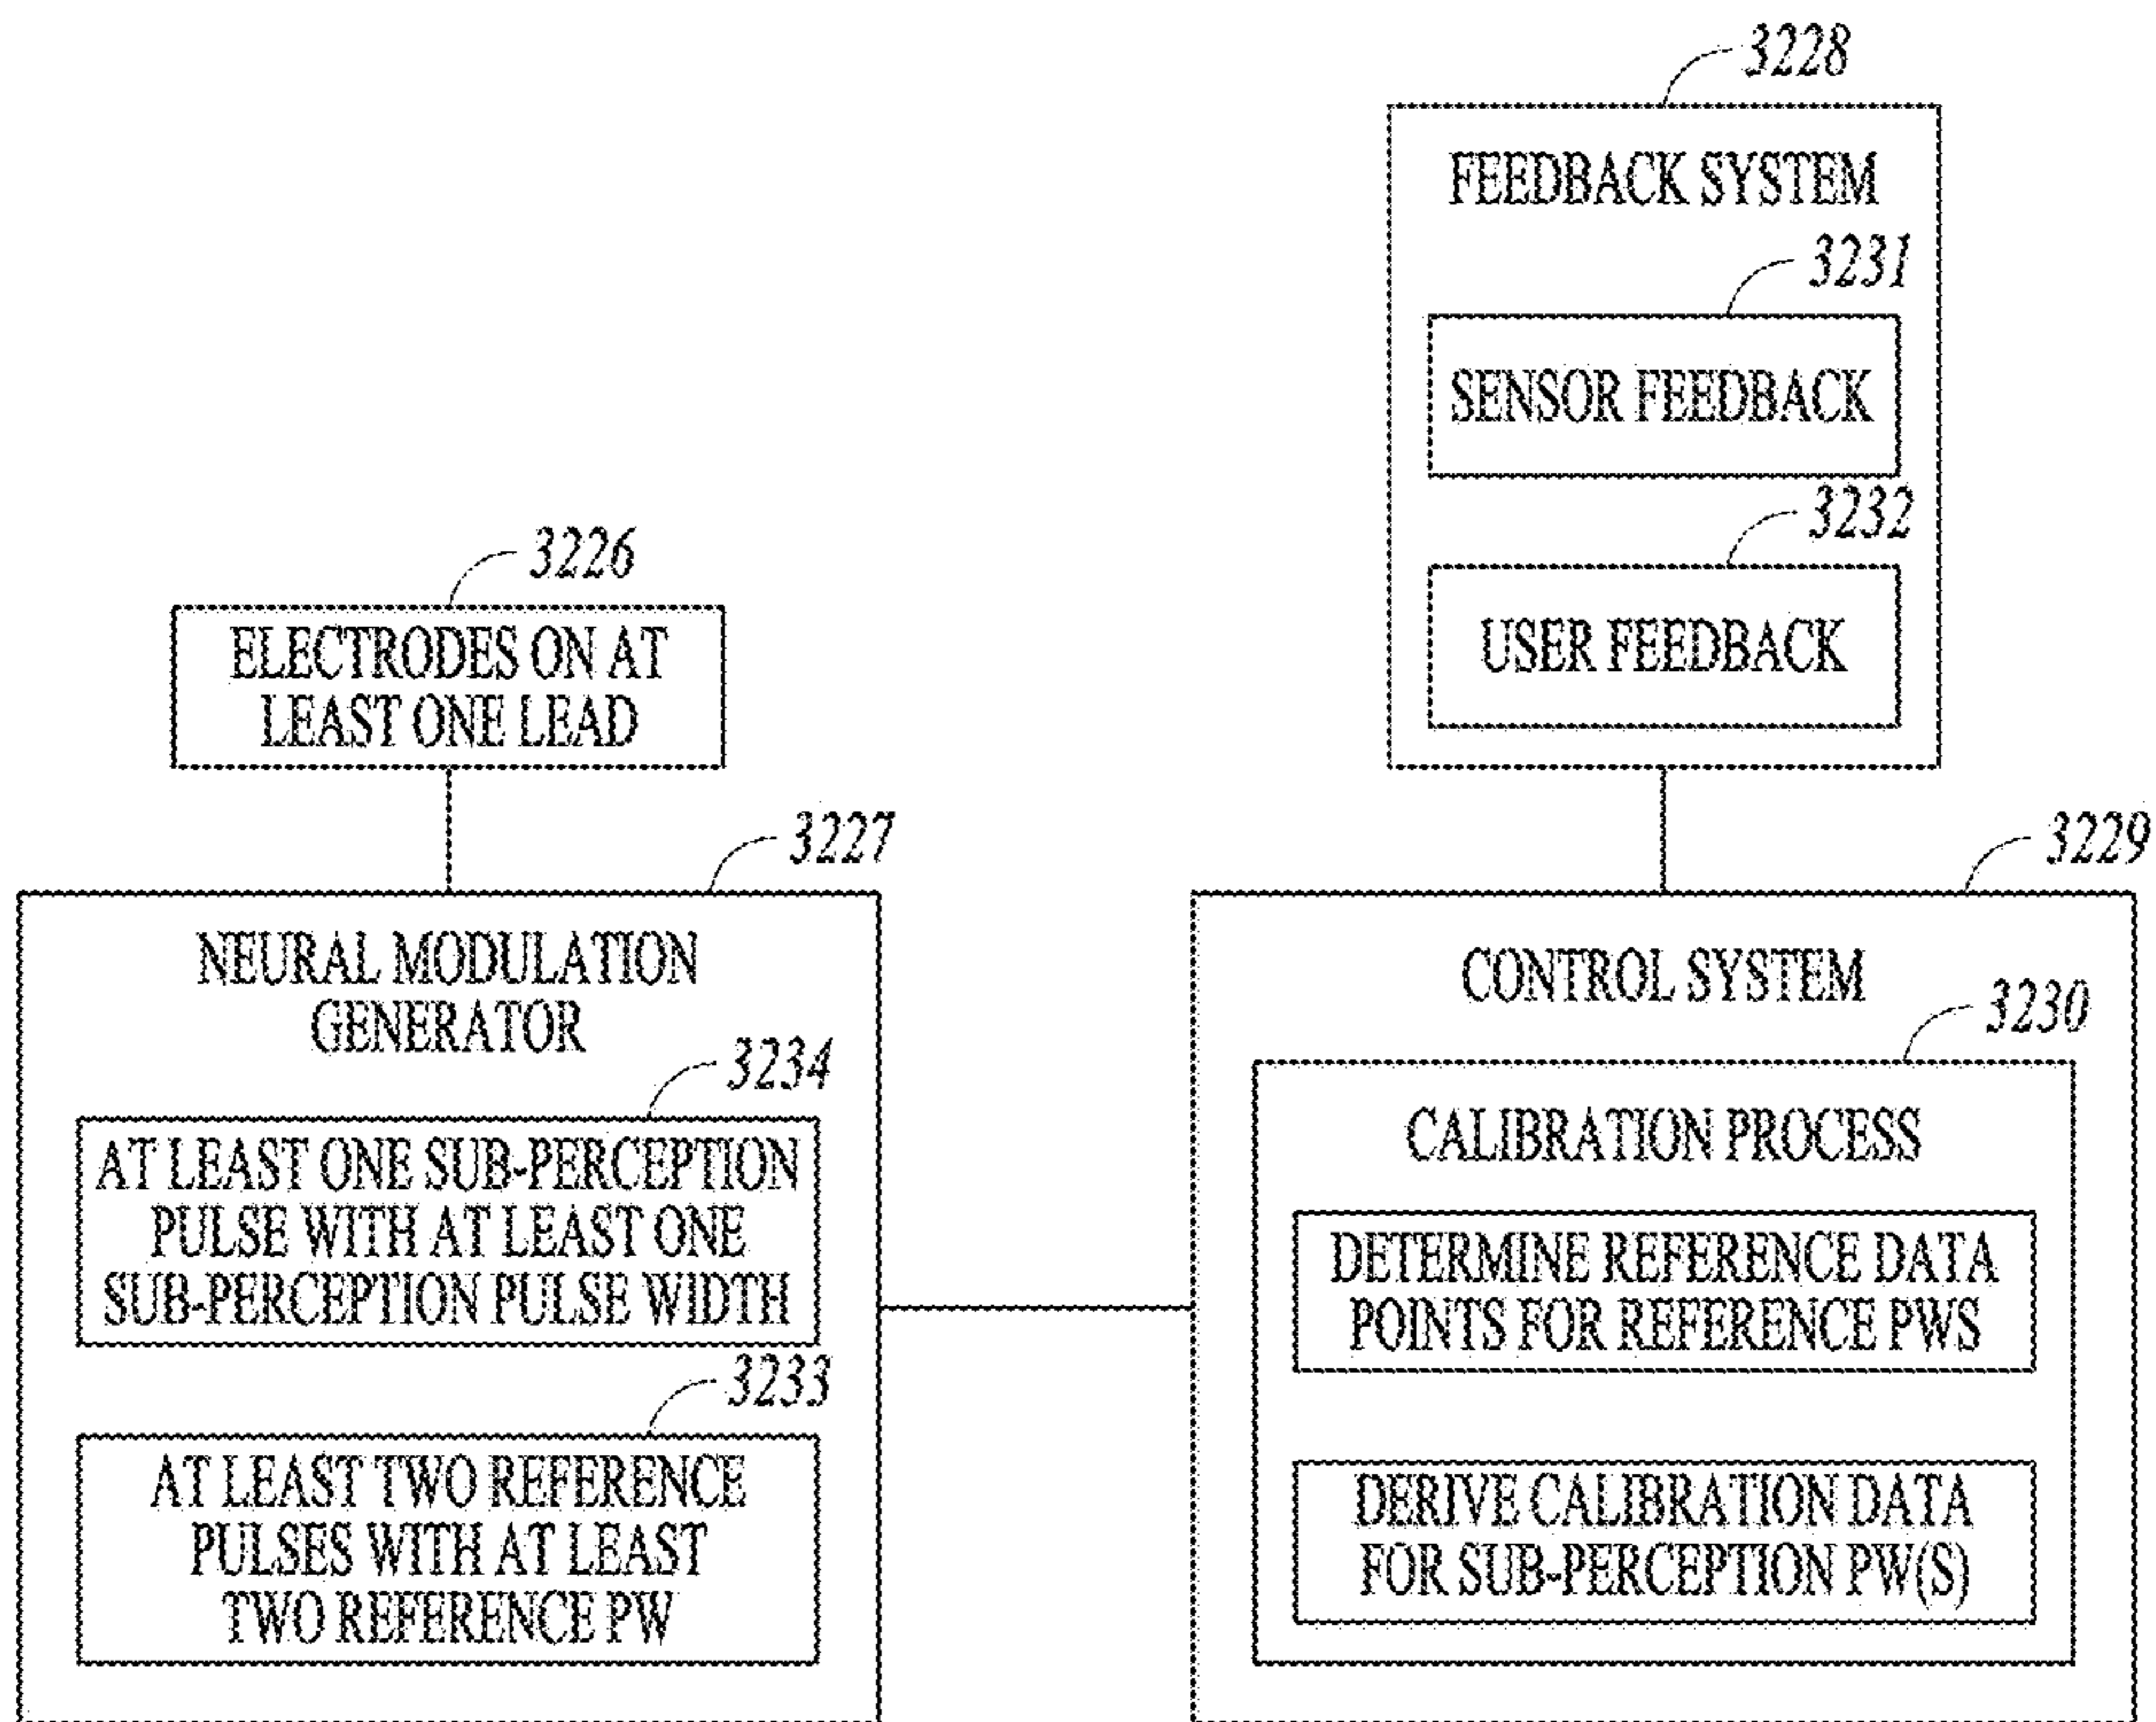 3228
FEEDBACK SYSTEM
3231
SENSOR FEEDBACK
3232
USER FEEDBACK
3226
ELECTRODES ON AT
LEAST ONE LEAD
3227
NEURAL MODULATION
GENERATOR
3234
AT LEAST ONE SUB-PERCEPTION
PULSE WITH AT LEAST ONE
SUB-PERCEPTION PULSE WIDTH
3233
AT LEAST TWO REFERENCE
PULSES WITH AT LEAST
TWO REFERENCE PW
3229
CONTROL SYSTEM
3230
CALIBRATION PROCESS
DETERMINE REFERENCE DATA
POINTS FOR REFERENCE PWS
DERIVE CALIBRATION DATA
FOR SUB-PERCEPTION PW(S)